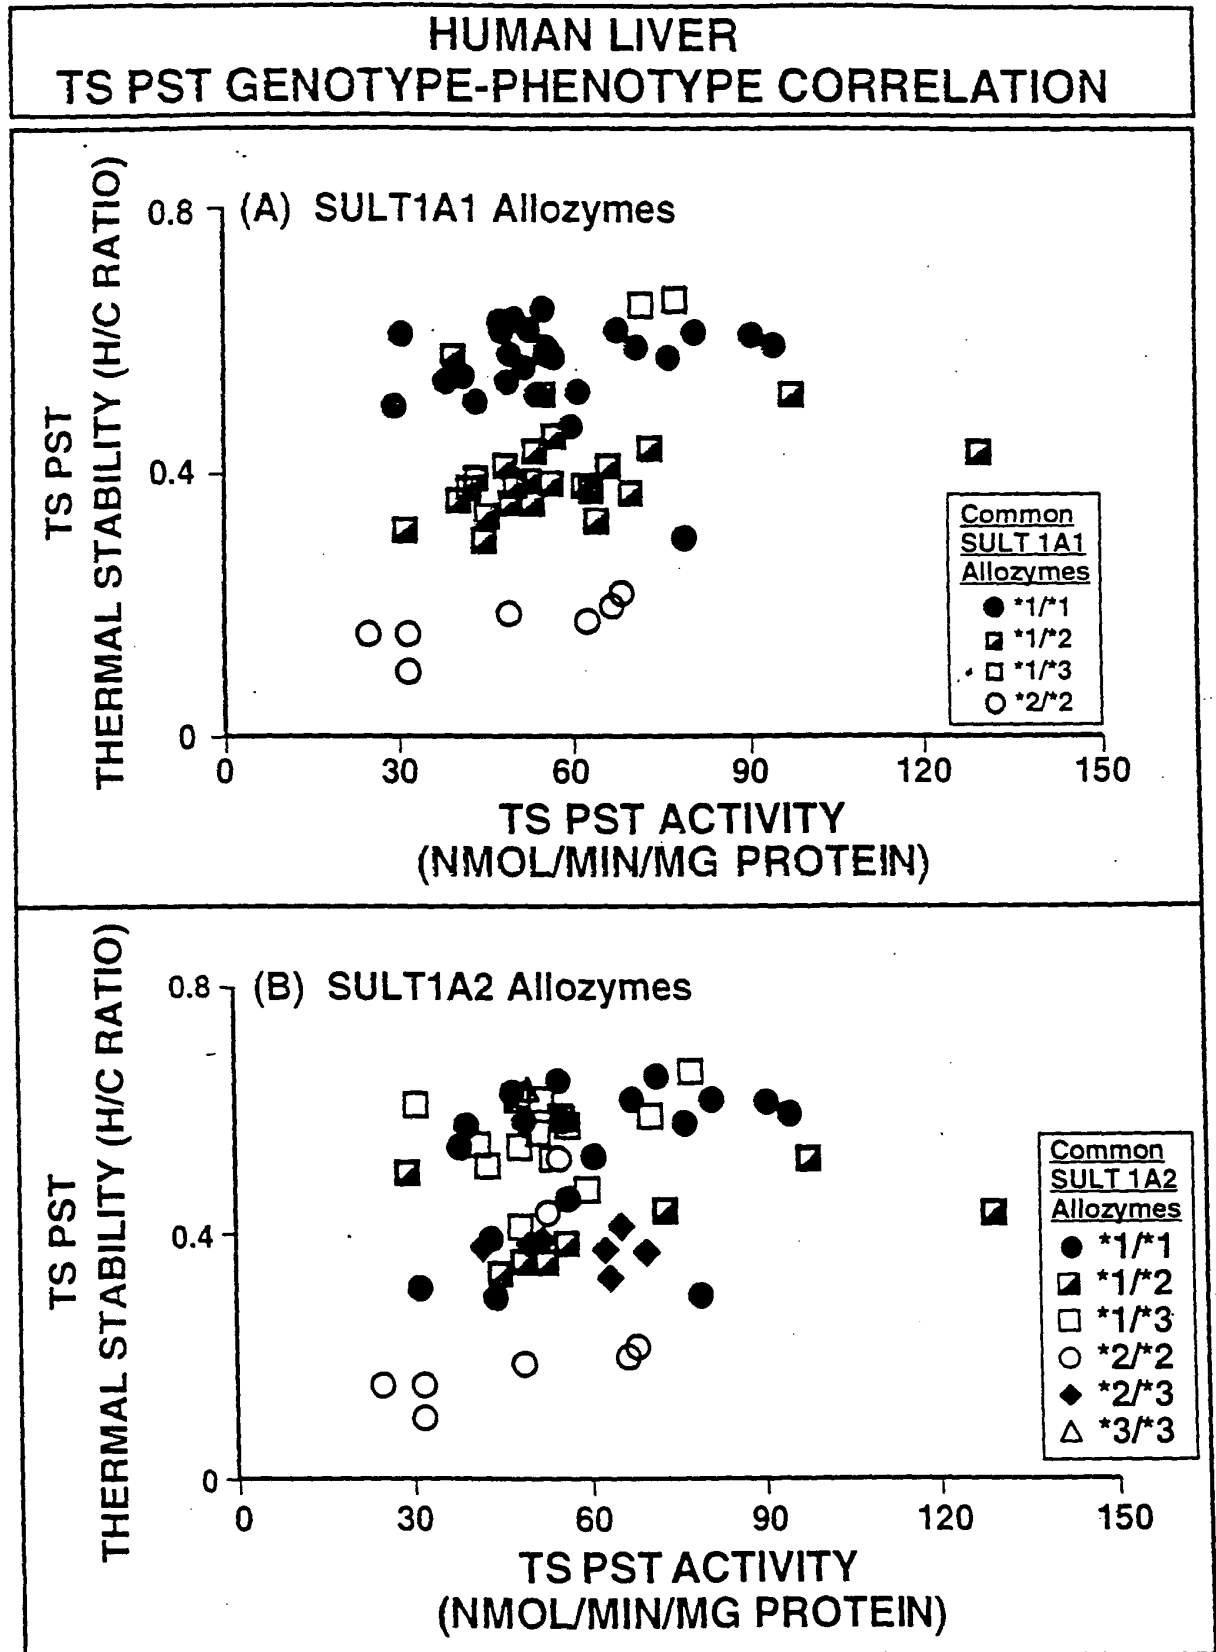 HUMAN LIVER
TS PST GENOTYPE-PHENOTYPE CORRELATION
TS PST
THERMAL STABILITY (H/C RATIO)
(A) SULT1A1 Allozymes
0.8
0.4
0
0 30 60 90 120 150
TS PST ACTIVITY
(NMOL/MIN/MG PROTEIN)
Common
SULT 1A1
Allozymes
*1/*1
*1/*2
*1/*3
*2/*2
TS PST
THERMAL STABILITY (H/C RATIO)
(B) SULT1A2 Allozymes
0.8
0.4
0
0 30 60 90 120 150
TS PST ACTIVITY
(NMOL/MIN/MG PROTEIN)
Common
SULT 1A2
Allozymes
*1/*1
*1/*2
*1/*3
*2/*2
*2/*3
*3/*3